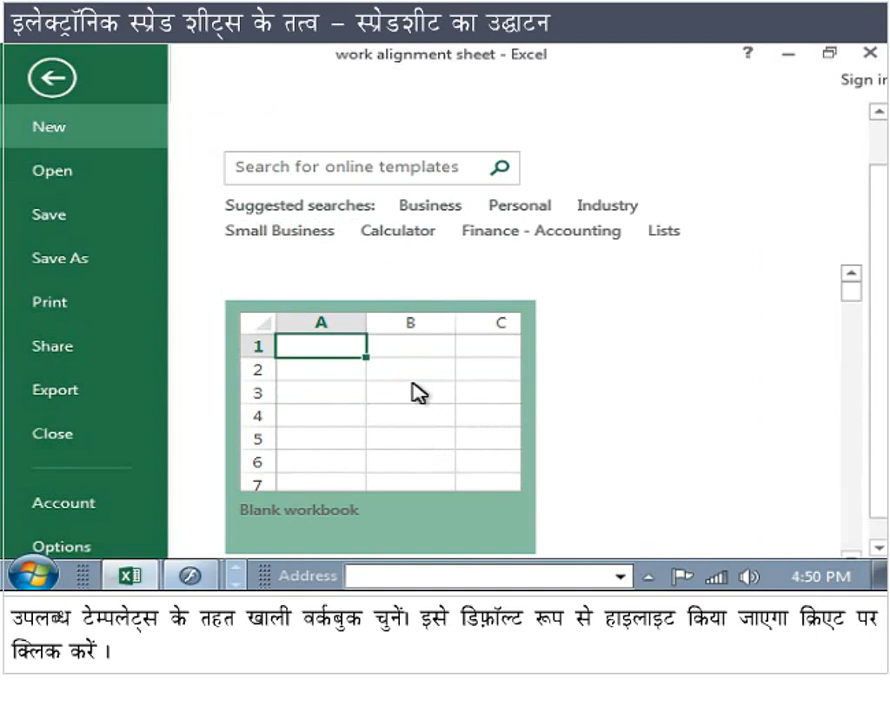 इलेक्ट्रॉनिक स्प्रेड शीट्स के तत्व – स्प्रेडशीट का उद्घाटन
work alignment sheet - Excel
?
Sign in
New
Open
Save
Save As
Print
Share
Export
Close
Account
Options
Search for online templates
Suggested searches: Business Personal Industry
Small Business Calculator Finance - Accounting Lists
A B C
1
2
3
4
5
6
7
Blank workbook
Address
4:50 PM
उपलब्ध टेम्पलेट्स के तहत खाली वर्कबुक चुनें। इसे डिफ़ॉल्ट रूप से हाइलाइट किया जाएगा क्रिएट पर
क्लिक करें ।